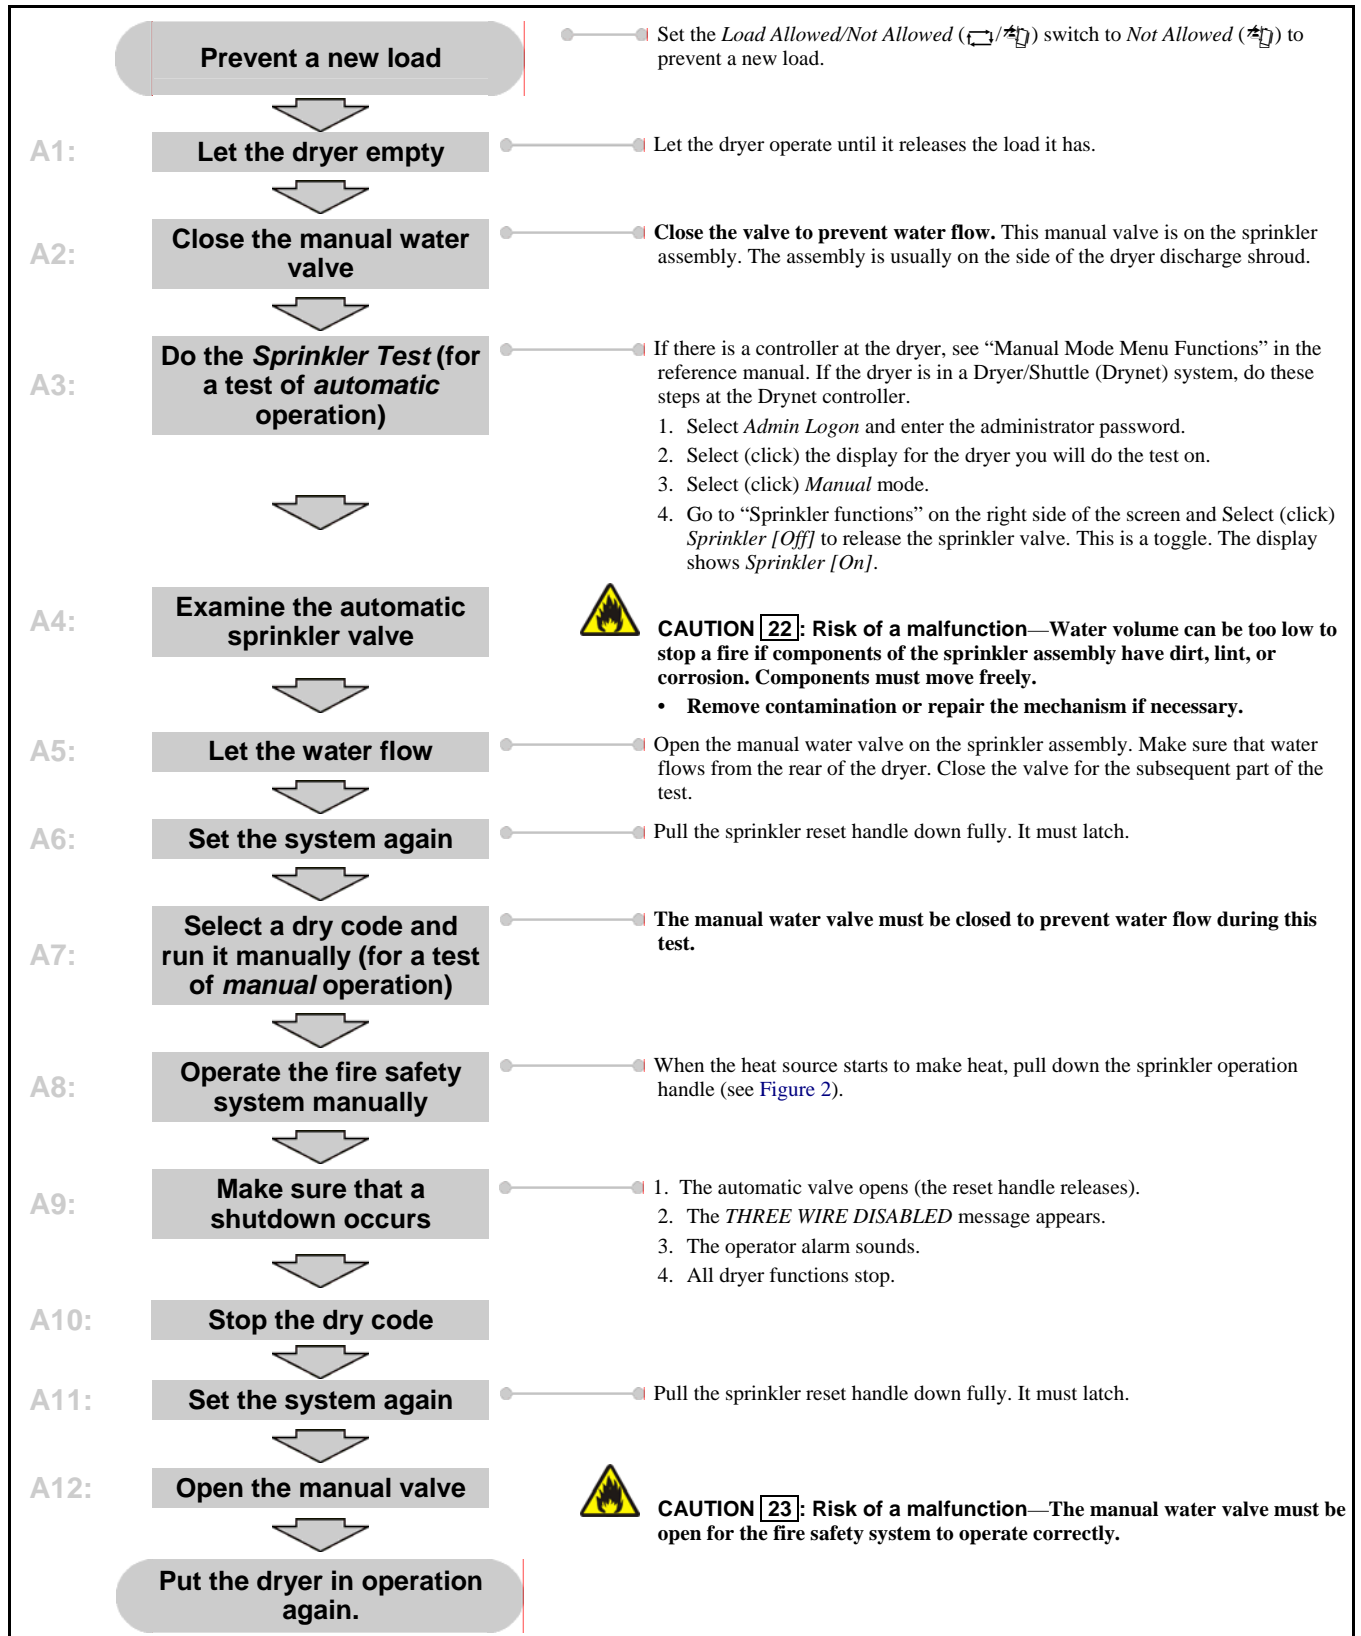 Prevent a new load
Set the Load Allowed/Not Allowed ( / ) switch to Not Allowed ( ) to
prevent a new load.
A1:
Let the dryer empty
Let the dryer operate until it releases the load it has.
A2:
Close the manual water
valve
Close the valve to prevent water flow. This manual valve is on the sprinkler
assembly. The assembly is usually on the side of the dryer discharge shroud.
A3:
Do the Sprinkler Test (for
a test of automatic
operation)
If there is a controller at the dryer, see “Manual Mode Menu Functions” in the
reference manual. If the dryer is in a Dryer/Shuttle (Drynet) system, do these
steps at the Drynet controller.
1. Select Admin Logon and enter the administrator password.
2. Select (click) the display for the dryer you will do the test on.
3. Select (click) Manual mode.
4. Go to “Sprinkler functions” on the right side of the screen and Select (click)
Sprinkler [Off] to release the sprinkler valve. This is a toggle. The display
shows Sprinkler [On].
A4:
Examine the automatic
sprinkler valve
CAUTION 22: Risk of a malfunction—Water volume can be too low to
stop a fire if components of the sprinkler assembly have dirt, lint, or
corrosion. Components must move freely.
• Remove contamination or repair the mechanism if necessary.
A5:
Let the water flow
Open the manual water valve on the sprinkler assembly. Make sure that water
flows from the rear of the dryer. Close the valve for the subsequent part of the
test.
A6:
Set the system again
Pull the sprinkler reset handle down fully. It must latch.
A7:
Select a dry code and
run it manually (for a test
of manual operation)
The manual water valve must be closed to prevent water flow during this
test.
A8:
Operate the fire safety
system manually
When the heat source starts to make heat, pull down the sprinkler operation
handle (see Figure 2).
A9:
Make sure that a
shutdown occurs
1. The automatic valve opens (the reset handle releases).
2. The THREE WIRE DISABLED message appears.
3. The operator alarm sounds.
4. All dryer functions stop.
A10:
Stop the dry code
A11:
Set the system again
Pull the sprinkler reset handle down fully. It must latch.
A12:
Open the manual valve
CAUTION 23: Risk of a malfunction—The manual water valve must be
open for the fire safety system to operate correctly.
Put the dryer in operation
again.